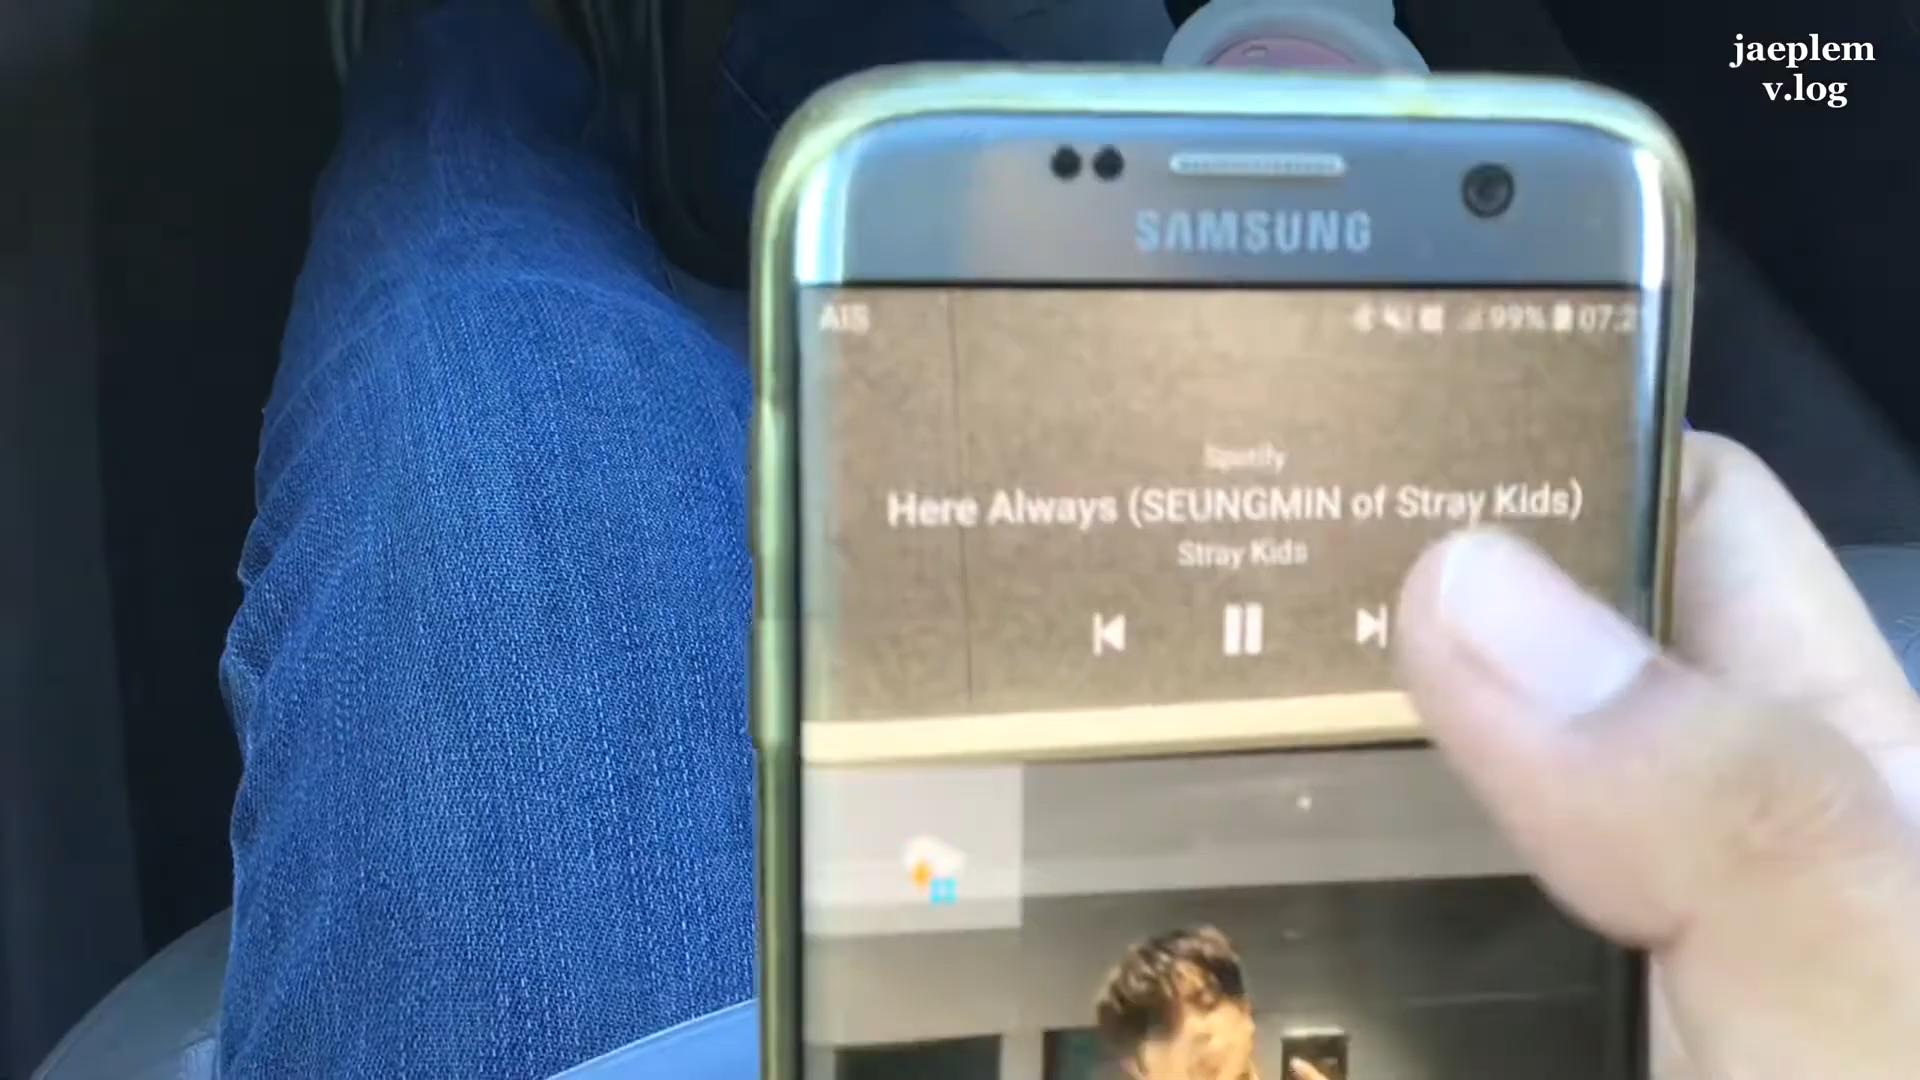 jaeplem
v.log
SAMSUNG
AIS 99%
Spotify
Here Always (SEUNGMIN of Stray Kids)
Stray Kids